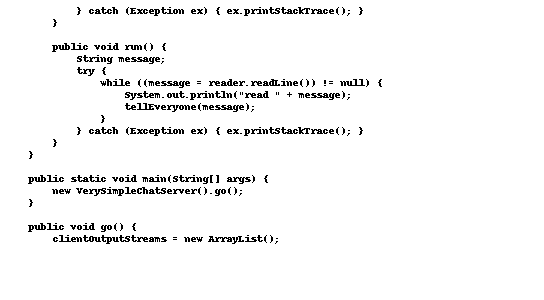 } catch (Exception ex) { ex.printStackTrace(); }
}
public void run() {
String message;
try {
while ((message = reader.readLine()) != null) {
System.out.println("read " + message);
tellEveryone(message);
}
} catch (Exception ex) { ex.printStackTrace(); }
}
}
public static void main(String[] args) {
new VerySimpleChatServer().go();
}
public void go() {
clientOutputStreams = new ArrayList();